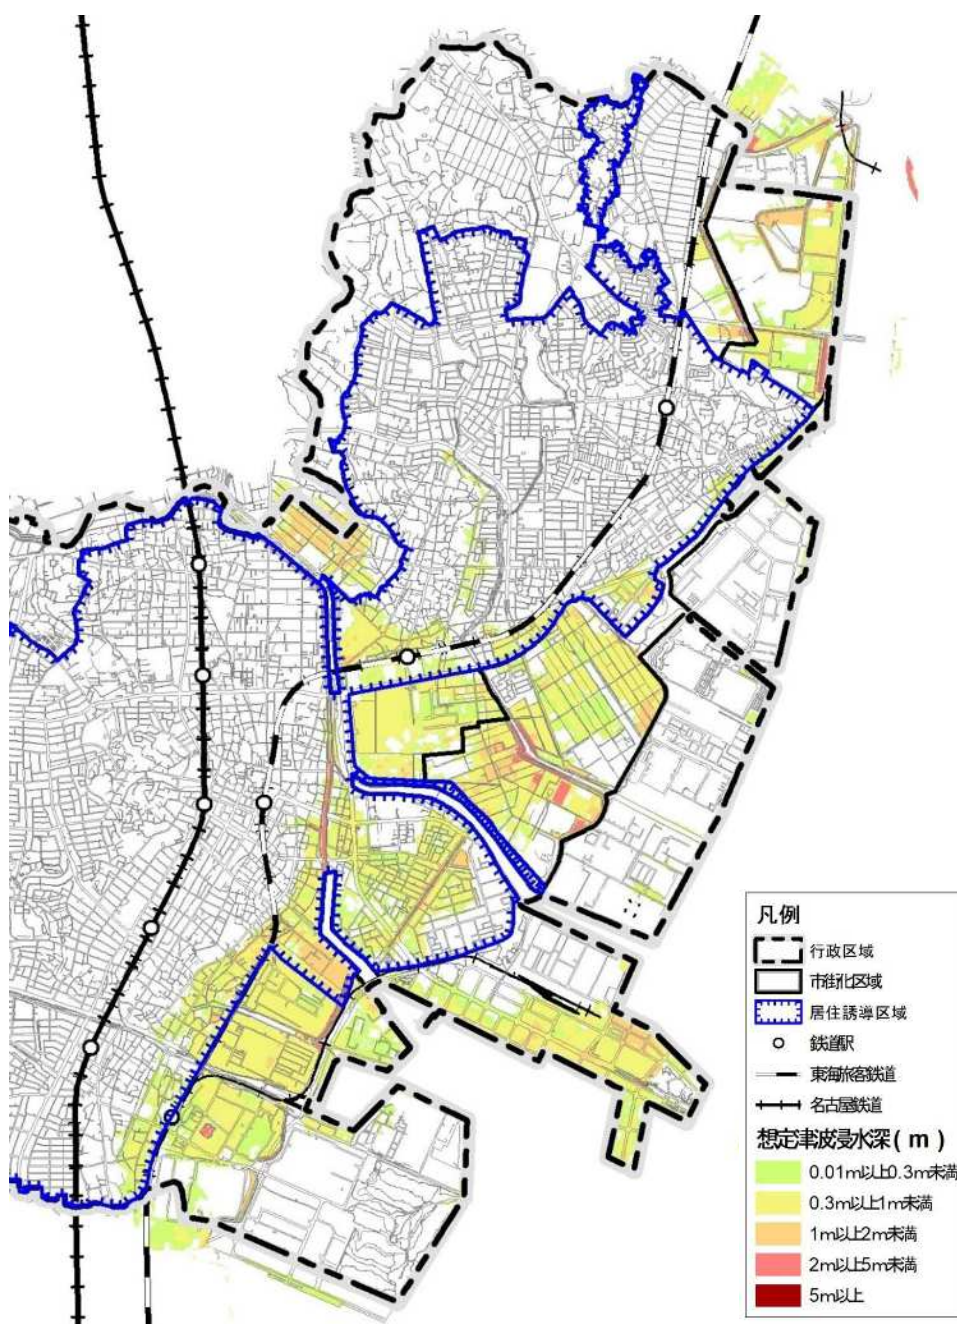 凡例
行政区域
市街化区域
居住誘導区域
鉄道駅
東海旅客鉄道
名古屋鉄道
想定津波浸水深(m)
0.01m以上0.3m未満
0.3m以上1m未満
1m以上2m未満
2m以上5m未満
5m以上